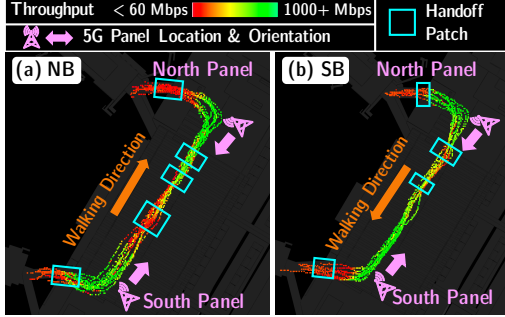 Throughput < 60 Mbps 1000+ Mbps
5G Panel Location & Orientation
Handoff
Patch
(a) NB
North Panel
Walking Direction
South Panel
(b) SB
North Panel
Walking Direction
South Panel